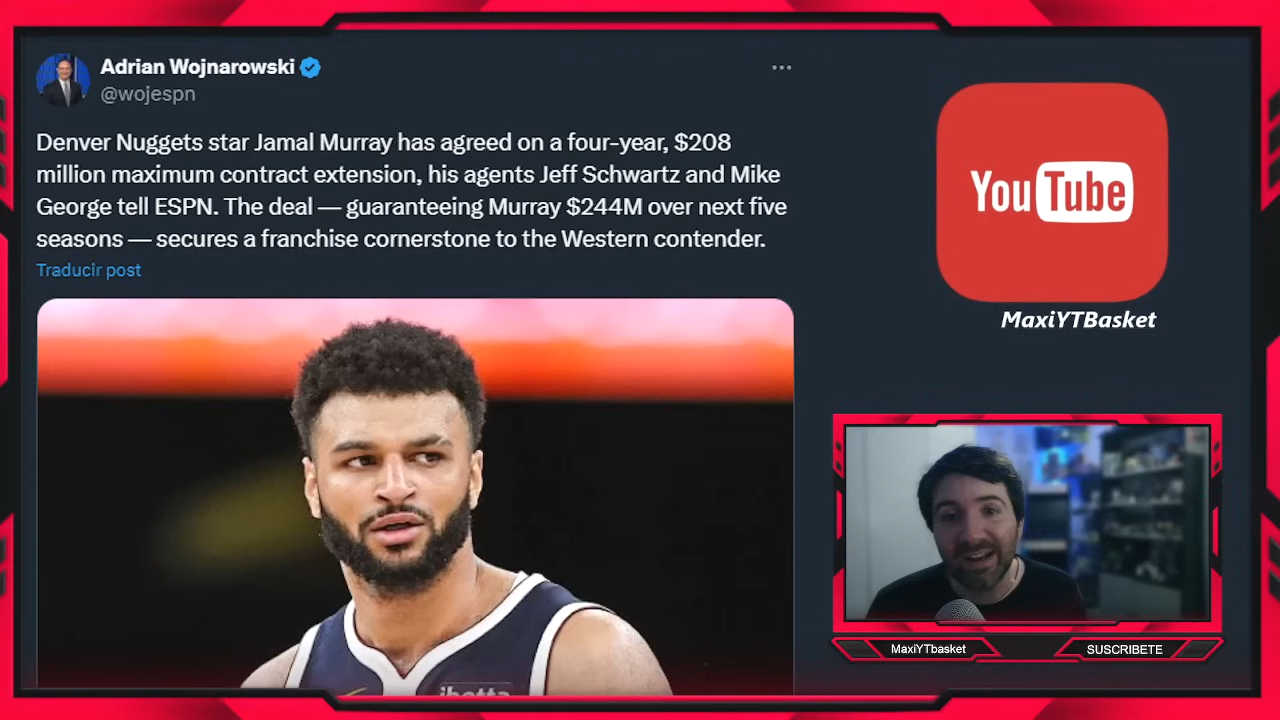 Adrian Wojnarowski
@wojespn
Denver Nuggets star Jamal Murray has agreed on a four-year, $208
million maximum contract extension, his agents Jeff Schwartz and Mike
George tell ESPN. The deal — guaranteeing Murray $244M over next five
seasons — secures a franchise cornerstone to the Western contender.
Traducir post
YouTube
MaxiYTBasket
ibotta
MaxiYTbasket
SUSCRIBETE